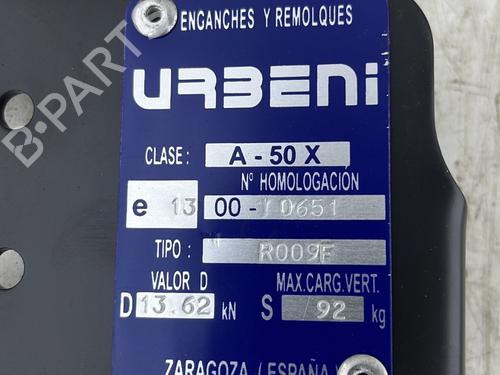 ENGANCHES Y REMOLQUES
URBENi
CLASE: A - 50 X
Nº HOMOLOGACIÓN
e 13 00-10651
TIPO: R009F
VALOR D MAX.CARG.VERT.
D 13.62 kN S 92 kg
ZARAGOZA (ESPAÑA)
B-PARTS